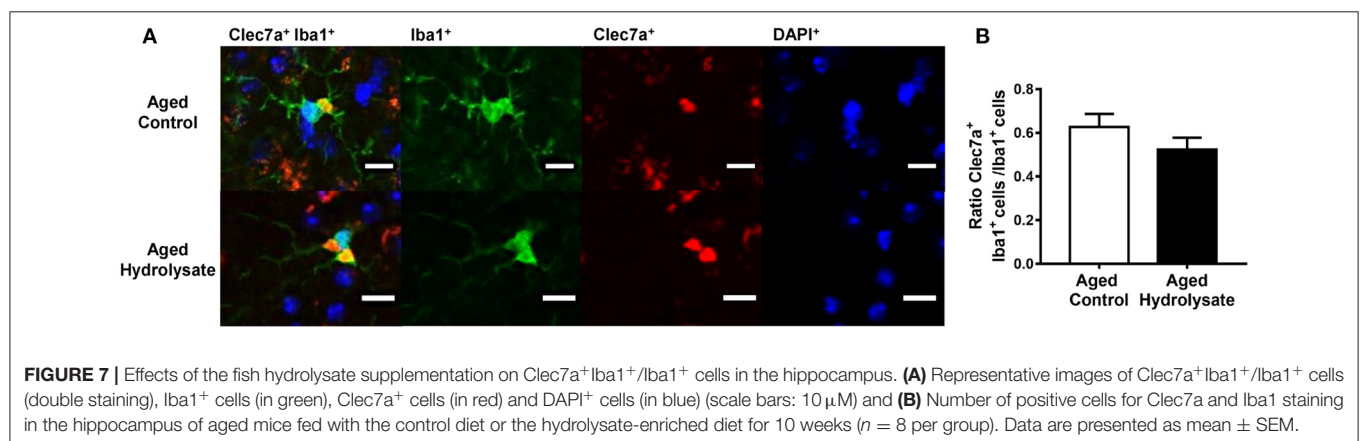 A
Clec7a⁺ Iba1⁺
Iba1⁺
Clec7a⁺
DAPI⁺
Aged
Control
Aged
Hydrolysate
B
Ratio Clec7a⁺
Iba1⁺ cells /Iba1⁺ cells
0.8
0.6
0.4
0.2
0.0
Aged
Control
Aged
Hydrolysate
FIGURE 7 | Effects of the fish hydrolysate supplementation on Clec7a⁺Iba1⁺/Iba1⁺ cells in the hippocampus. (A) Representative images of Clec7a⁺Iba1⁺/Iba1⁺ cells
(double staining), Iba1⁺ cells (in green), Clec7a⁺ cells (in red) and DAPI⁺ cells (in blue) (scale bars: 10 μM) and (B) Number of positive cells for Clec7a and Iba1 staining
in the hippocampus of aged mice fed with the control diet or the hydrolysate-enriched diet for 10 weeks (n = 8 per group). Data are presented as mean ± SEM.